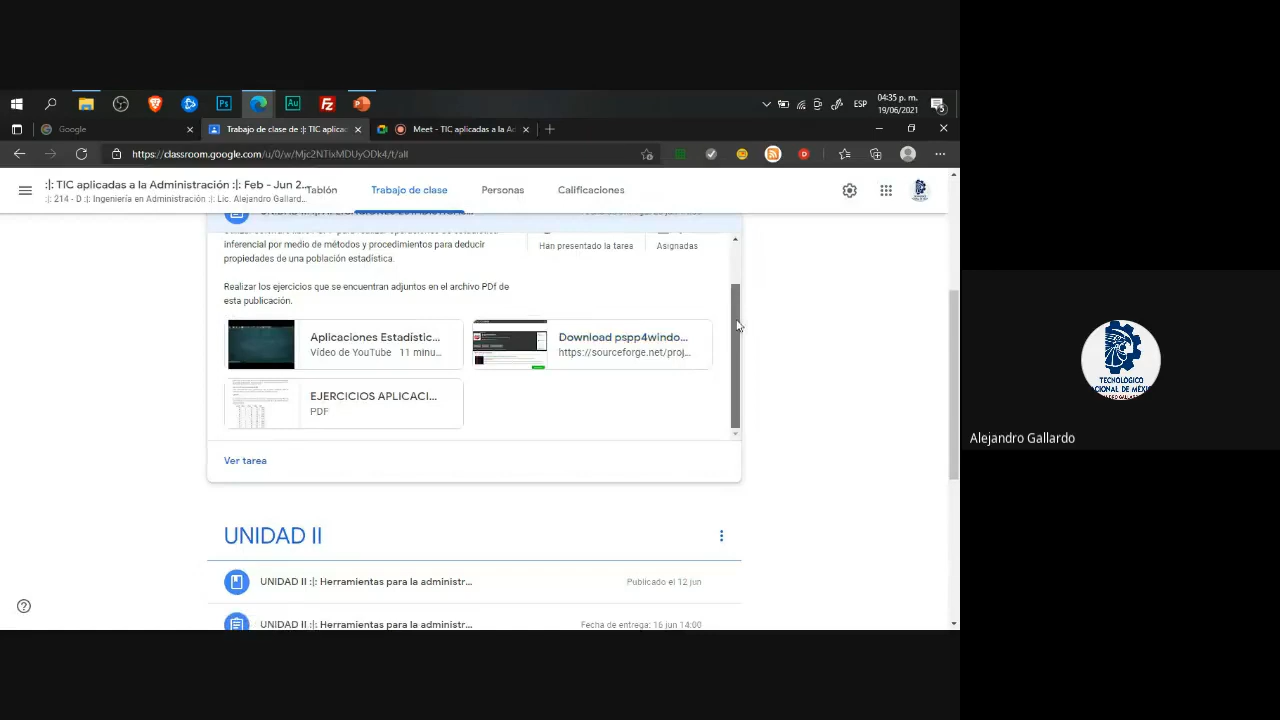 04:35 p. m.
ESP
19/06/2021
5
Google
Trabajo de clase de :|: TIC aplicac
Meet - TIC aplicadas a la Ad
https://classroom.google.com/u/0/w/Mjc2NTIxMDUyODk4/t/all
:|: TIC aplicadas a la Administración :|: Feb - Jun 2...
:|: 214 - D :|: Ingeniería en Administración :|: Lic. Alejandro Gallard..
Tablón
Trabajo de clase
Personas
Calificaciones
inferencial por medio de métodos y procedimientos para deducir
propiedades de una población estadística.
Han presentado la tarea
Asignadas
Realizar los ejercicios que se encuentran adjuntos en el archivo PDf de
esta publicación.
Aplicaciones Estadístic...
Vídeo de YouTube 11 minu...
Download pspp4windo...
https://sourceforge.net/proj...
EJERCICIOS APLICACI...
PDF
Ver tarea
UNIDAD II
UNIDAD II :|: Herramientas para la administr...
Publicado el 12 jun
UNIDAD II :|: Herramientas para la administr...
Fecha de entrega: 16 jun 14:00
TECNOLOGICO
Alejandro Gallardo